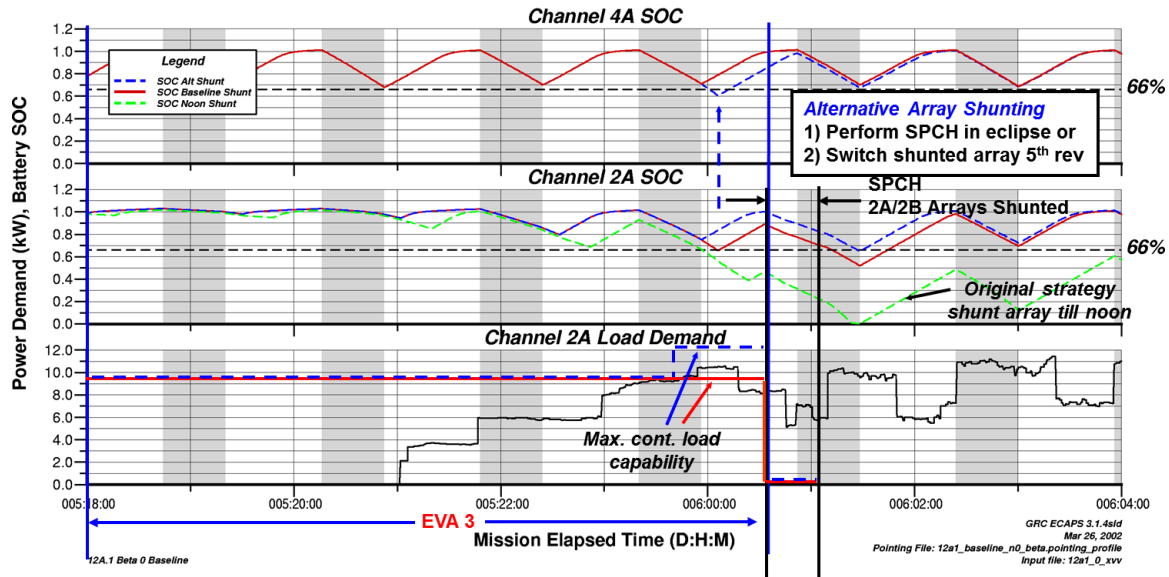 Channel 4A SOC
1.2
1.0
0.8
0.6
0.4
0.2
0.0
Legend
SOC Alt Shunt
SOC Baseline Shunt
SOC Noon Shunt
66%
Alternative Array Shunting
1) Perform SPCH in eclipse or
2) Switch shunted array 5th rev
Power Demand (kW), Battery SOC
Channel 2A SOC
1.2
1.0
0.8
0.6
0.4
0.2
0.0
SPCH
2A/2B Arrays Shunted
66%
Original strategy
shunt array till noon
Channel 2A Load Demand
12.0
10.0
8.0
6.0
4.0
2.0
0.0
Max. cont. load
capability
005:18:00
005:20:00
005:22:00
006:00:00
006:02:00
006:04:00
EVA 3
Mission Elapsed Time (D:H:M)
12A.1 Beta 0 Baseline
GRC ECAPS 3.1.4sld
Mar 26, 2002
Pointing File: 12a1_baseline_n0_beta.pointing_profile
Input file: 12a1_0_xvv